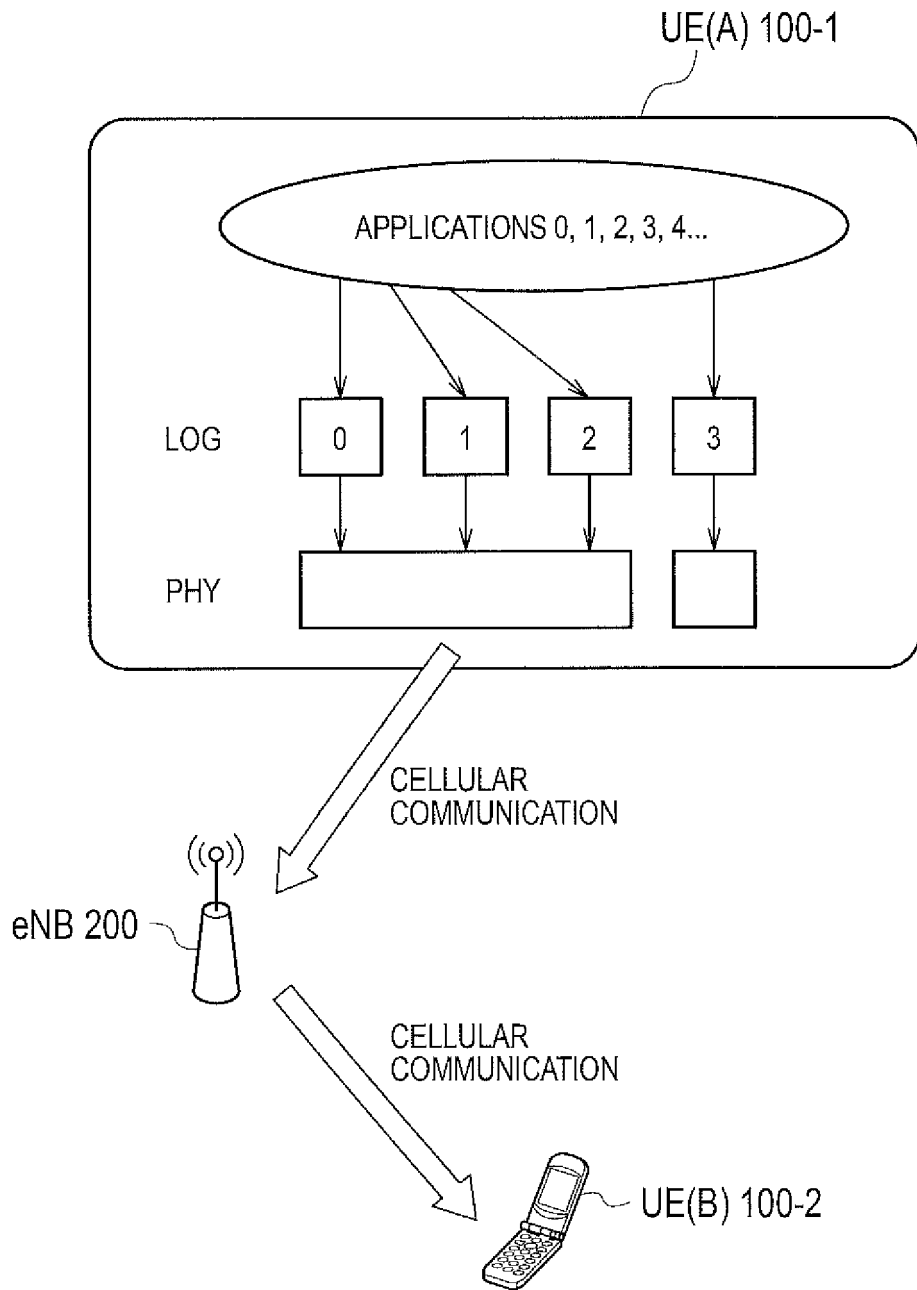 UE(A) 100-1
APPLICATIONS 0, 1, 2, 3, 4...
LOG
0
1
2
3
PHY
CELLULAR
COMMUNICATION
eNB 200
CELLULAR
COMMUNICATION
UE(B) 100-2